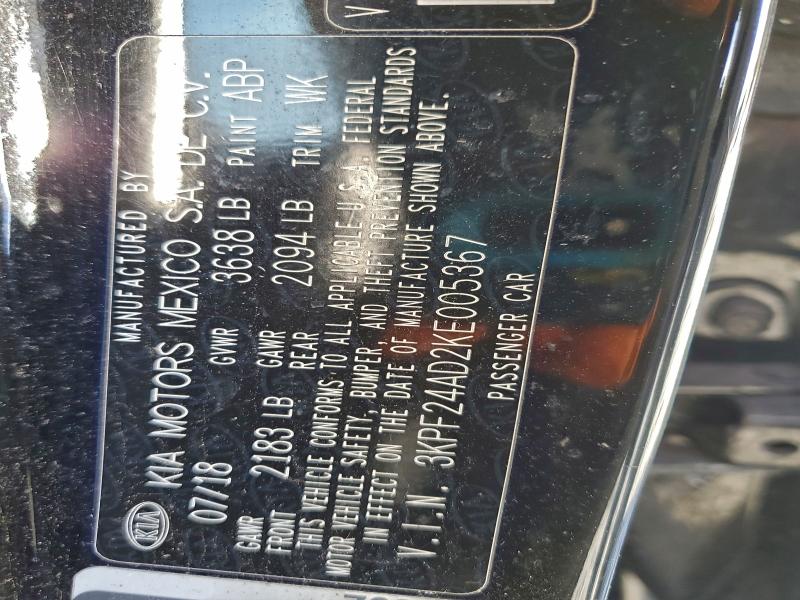 MANUFACTURED BY
KIA KIA MOTORS MEXICO S.A. DE C.V.
07/18 GVWR 3638 LB PAINT ABP
GAWR FRONT 2183 LB GAWR REAR 2094 LB TRIM WK
THIS VEHICLE CONFORMS TO ALL APPLICABLE U.S. FEDERAL
MOTOR VEHICLE SAFETY, BUMPER, AND THEFT PREVENTION STANDARDS
IN EFFECT ON THE DATE OF MANUFACTURE SHOWN ABOVE.
V.I.N. 3KPF24AD2KE005367
PASSENGER CAR
V